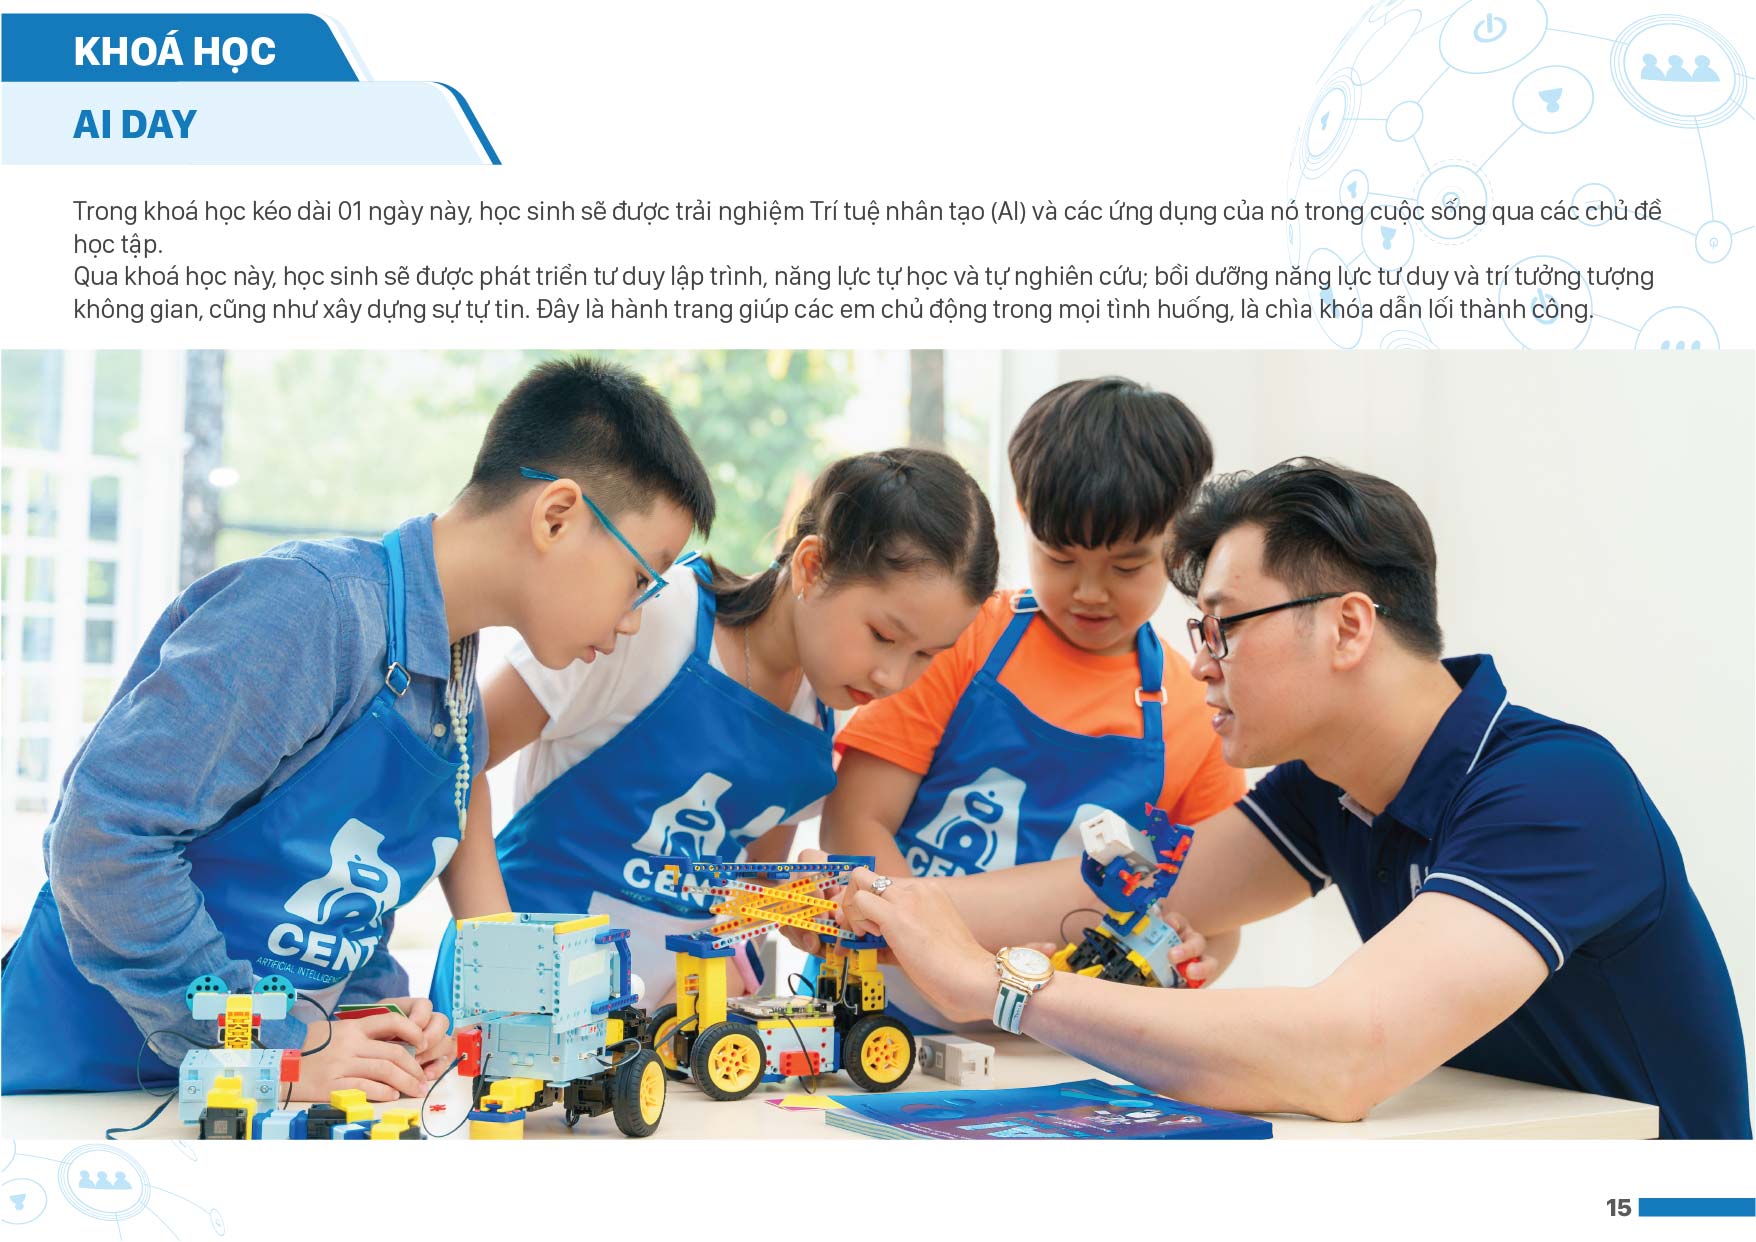 KHOÁ HỌC
AI DAY
Trong khoá học kéo dài 01 ngày này, học sinh sẽ được trải nghiệm Trí tuệ nhân tạo (AI) và các ứng dụng của nó trong cuộc sống qua các chủ đề
học tập.
Qua khoá học này, học sinh sẽ được phát triển tư duy lập trình, năng lực tự học và tự nghiên cứu; bồi dưỡng năng lực tư duy và trí tưởng tượng
không gian, cũng như xây dựng sự tự tin. Đây là hành trang giúp các em chủ động trong mọi tình huống, là chìa khóa dẫn lối thành công.
CENT
CENT
CEN
ARTIFICIAL INTELLIGEN
15